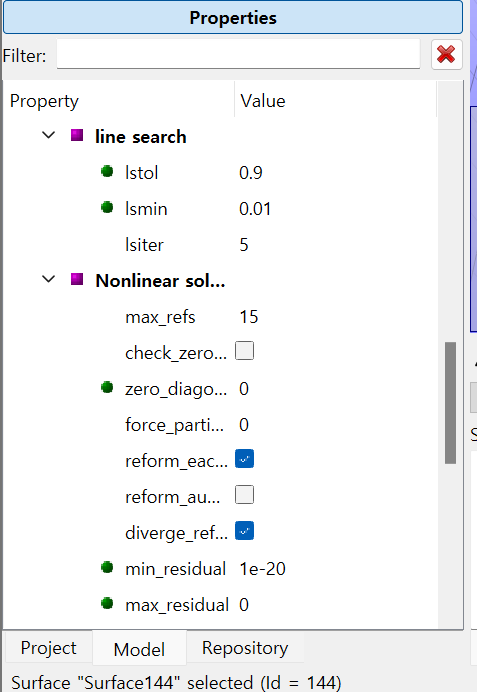 Properties
Filter:
Property Value
line search
lstol 0.9
lsmin 0.01
lsiter 5
Nonlinear sol...
max_refs 15
check_zero...
zero_diago... 0
force_parti... 0
reform_eac...
reform_au...
diverge_ref...
min_residual 1e-20
max_residual 0
Project Model Repository
Surface "Surface144" selected (Id = 144)